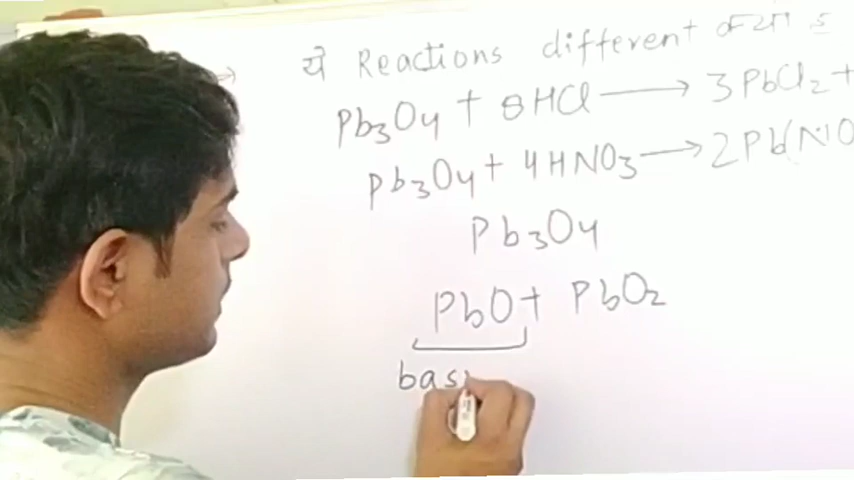 ये Reactions different
Pb₃O₄ + 8HCl → 3PbCl₂ +
Pb₃O₄ + 4HNO₃ → 2Pb(NO
Pb₃O₄
PbO + PbO₂
bas